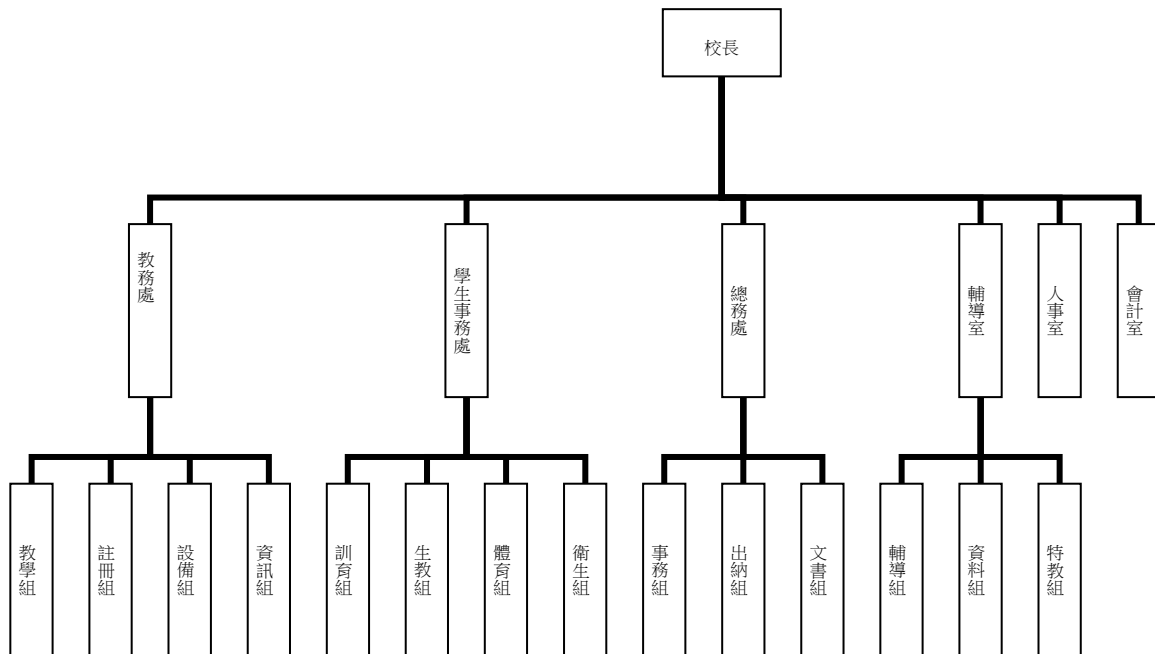 校長
教務處
學生事務處
總務處
輔導室
人事室
會計室
教學組
註冊組
設備組
資訊組
訓育組
生教組
體育組
衛生組
事務組
出納組
文書組
輔導組
資料組
特教組